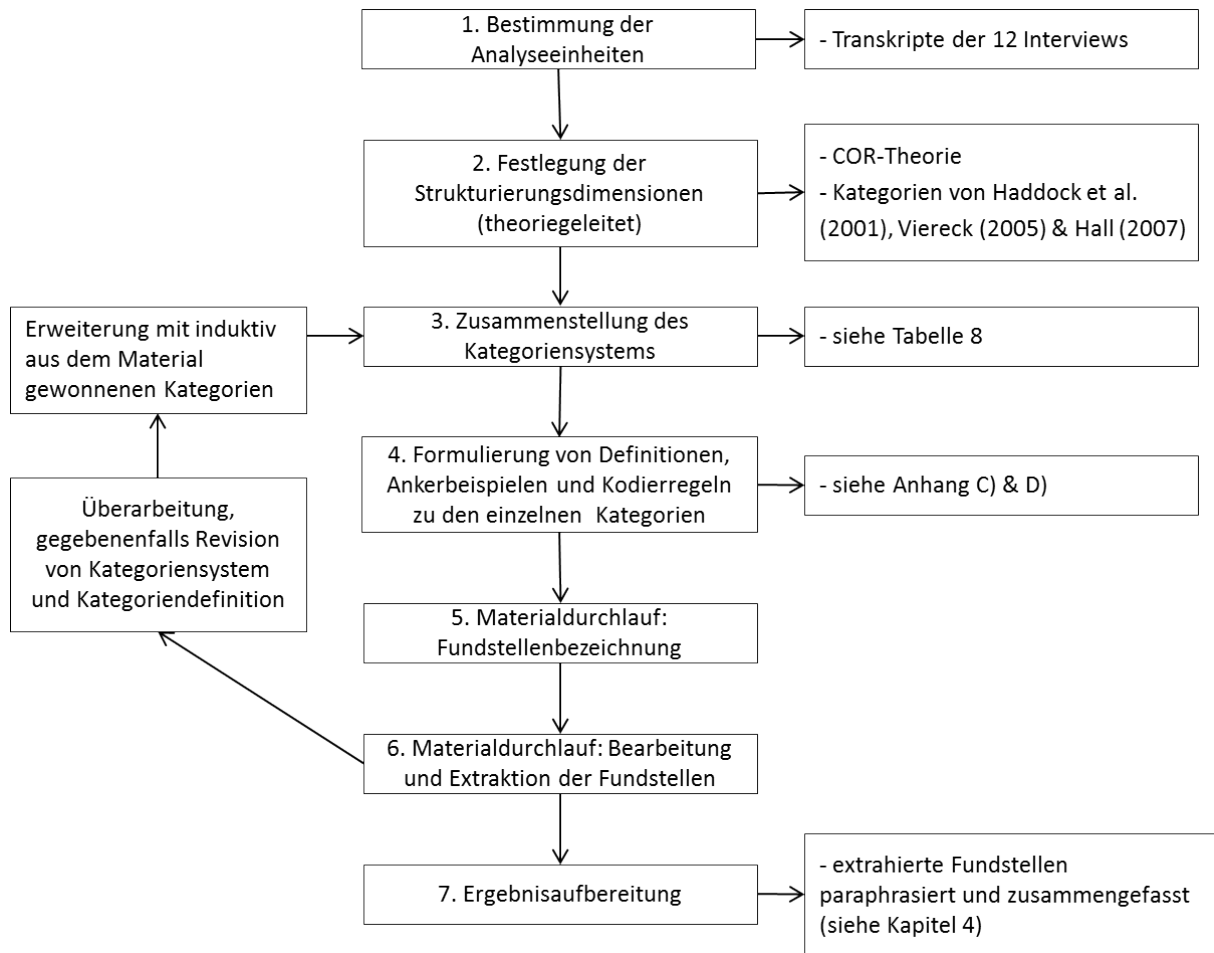 1. Bestimmung der
Analyseeinheiten
- Transkripte der 12 Interviews
2. Festlegung der
Strukturierungsdimensionen
(theoriegeleitet)
- COR-Theorie
- Kategorien von Haddock et al.
(2001), Viereck (2005) & Hall (2007)
Erweiterung mit induktiv
aus dem Material
gewonnenen Kategorien
3. Zusammenstellung des
Kategoriensystems
- siehe Tabelle 8
4. Formulierung von Definitionen,
Ankerbeispielen und Kodierregeln
zu den einzelnen Kategorien
- siehe Anhang C) & D)
Überarbeitung,
gegebenenfalls Revision
von Kategoriensystem
und Kategoriendefinition
5. Materialdurchlauf:
Fundstellenbezeichnung
6. Materialdurchlauf: Bearbeitung
und Extraktion der Fundstellen
7. Ergebnisaufbereitung
- extrahierte Fundstellen
paraphrasiert und zusammengefasst
(siehe Kapitel 4)